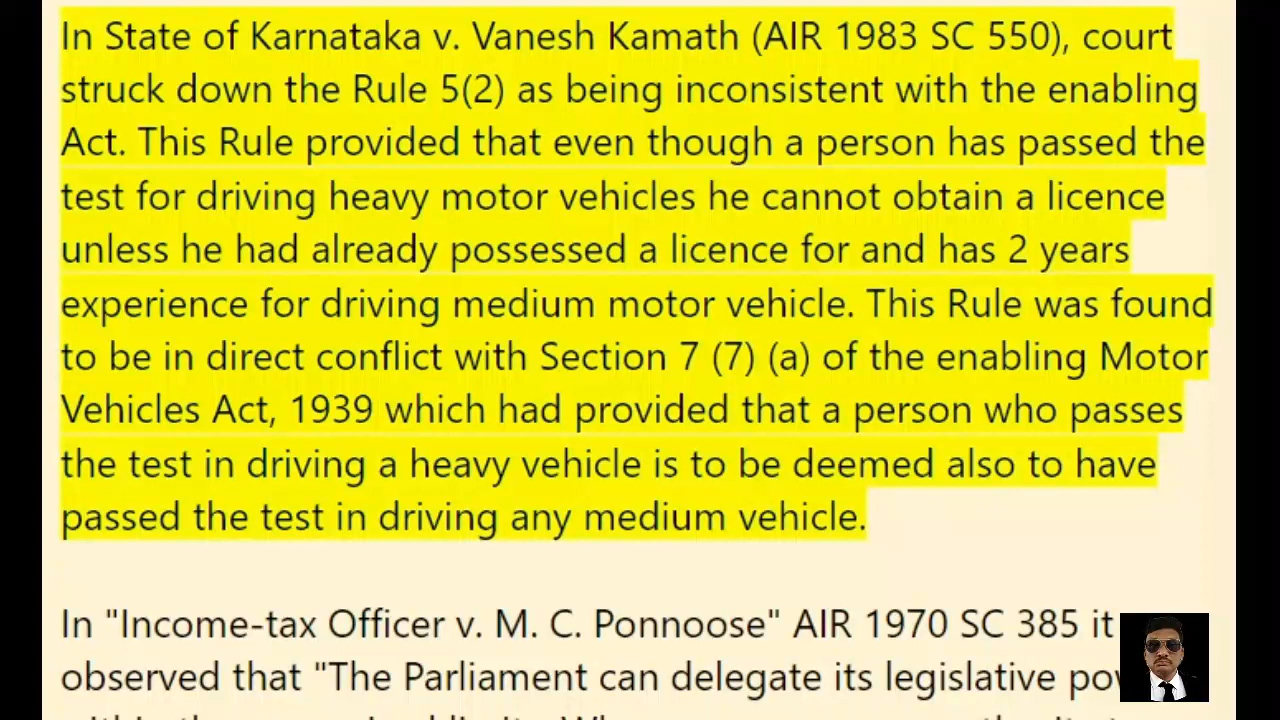 In State of Karnataka v. Vanesh Kamath (AIR 1983 SC 550), court
struck down the Rule 5(2) as being inconsistent with the enabling
Act. This Rule provided that even though a person has passed the
test for driving heavy motor vehicles he cannot obtain a licence
unless he had already possessed a licence for and has 2 years
experience for driving medium motor vehicle. This Rule was found
to be in direct conflict with Section 7 (7) (a) of the enabling Motor
Vehicles Act, 1939 which had provided that a person who passes
the test in driving a heavy vehicle is to be deemed also to have
passed the test in driving any medium vehicle.
In "Income-tax Officer v. M. C. Ponnoose" AIR 1970 SC 385 it
observed that "The Parliament can delegate its legislative